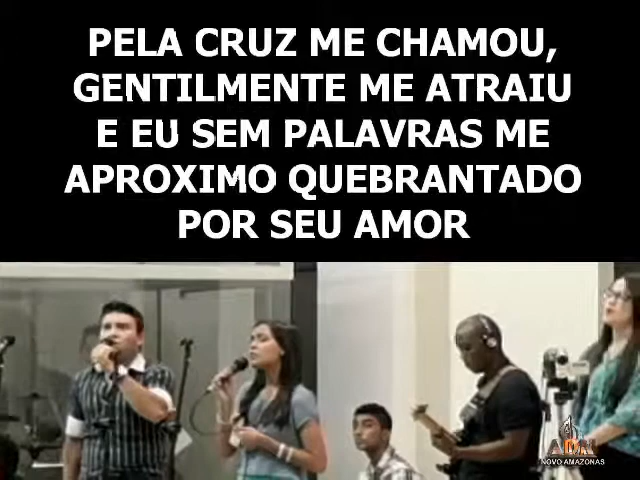 PELA CRUZ ME CHAMOU,
GENTILMENTE ME ATRAIU
E EU SEM PALAVRAS ME
APROXIMO QUEBRANTADO
POR SEU AMOR
ADN
NOVO AMAZONAS